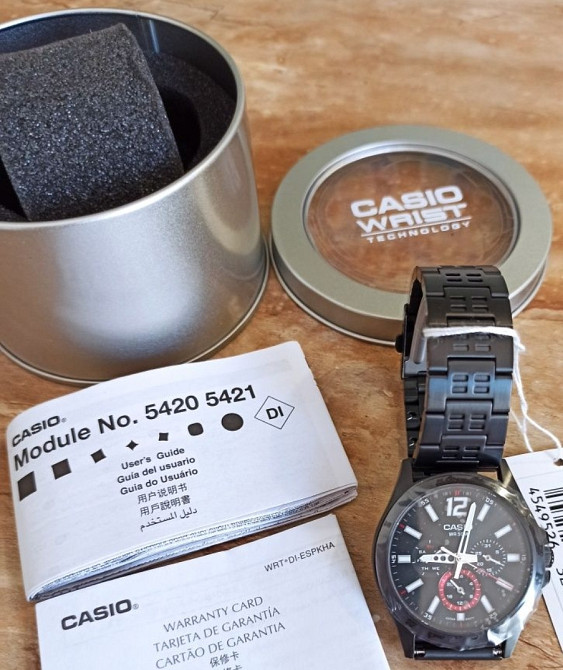 CASIO
WRIST
TECHNOLOGY
CASIO®
Module No. 5420 5421
DI
User's Guide
Guía del usuario
Guia do Usuário
用户说明书
用戶說明書
دليل المستخدم
WRT*DI-ESPKHA
CASIO®
WARRANTY CARD
TARJETA DE GARANTÍA
CARTÃO DE GARANTIA
保修卡
12
CASIO